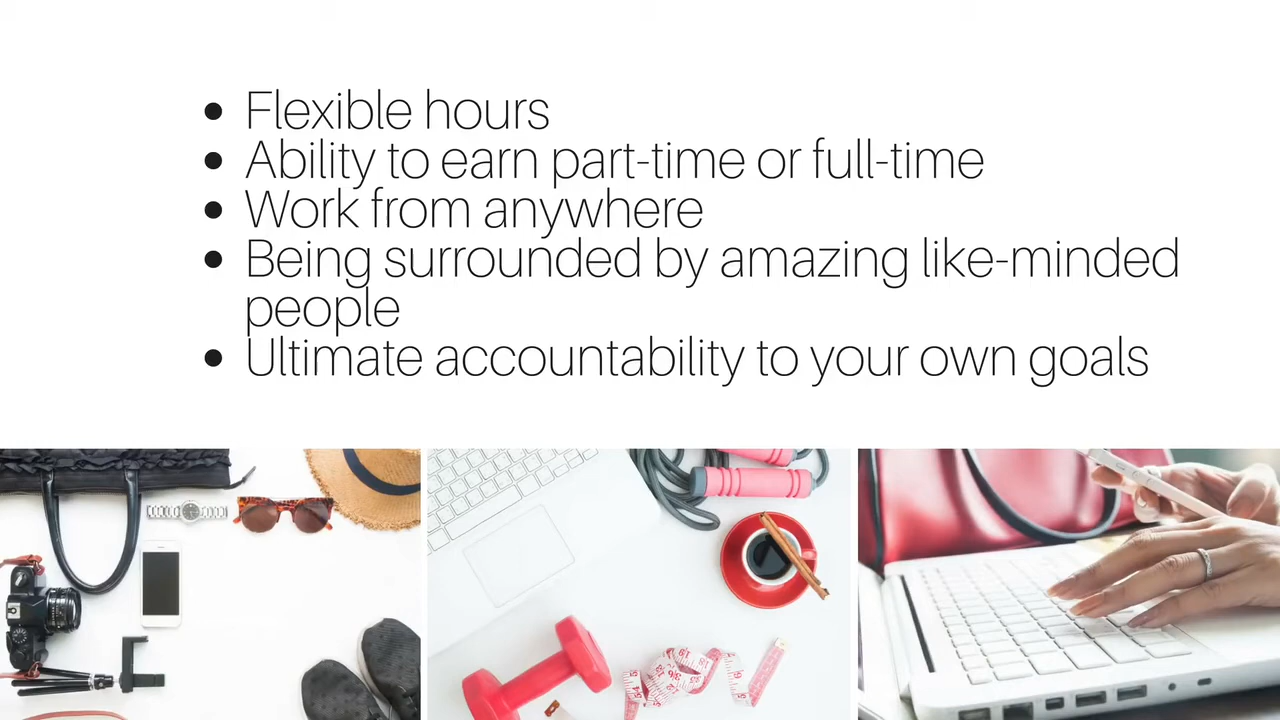 • Flexible hours
• Ability to earn part-time or full-time
• Work from anywhere
• Being surrounded by amazing like-minded
people
• Ultimate accountability to your own goals